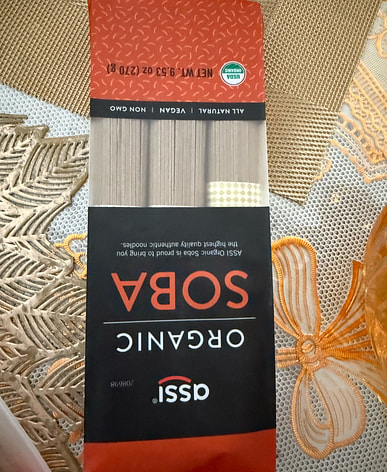 assi®
708698
ORGANIC
SOBA
ASSI Organic Soba is proud to bring you
the highest quality authentic noodles.
ALL NATURAL | VEGAN | NON GMO
USDA
ORGANIC
NET WT. 9.53 oz (270 g)